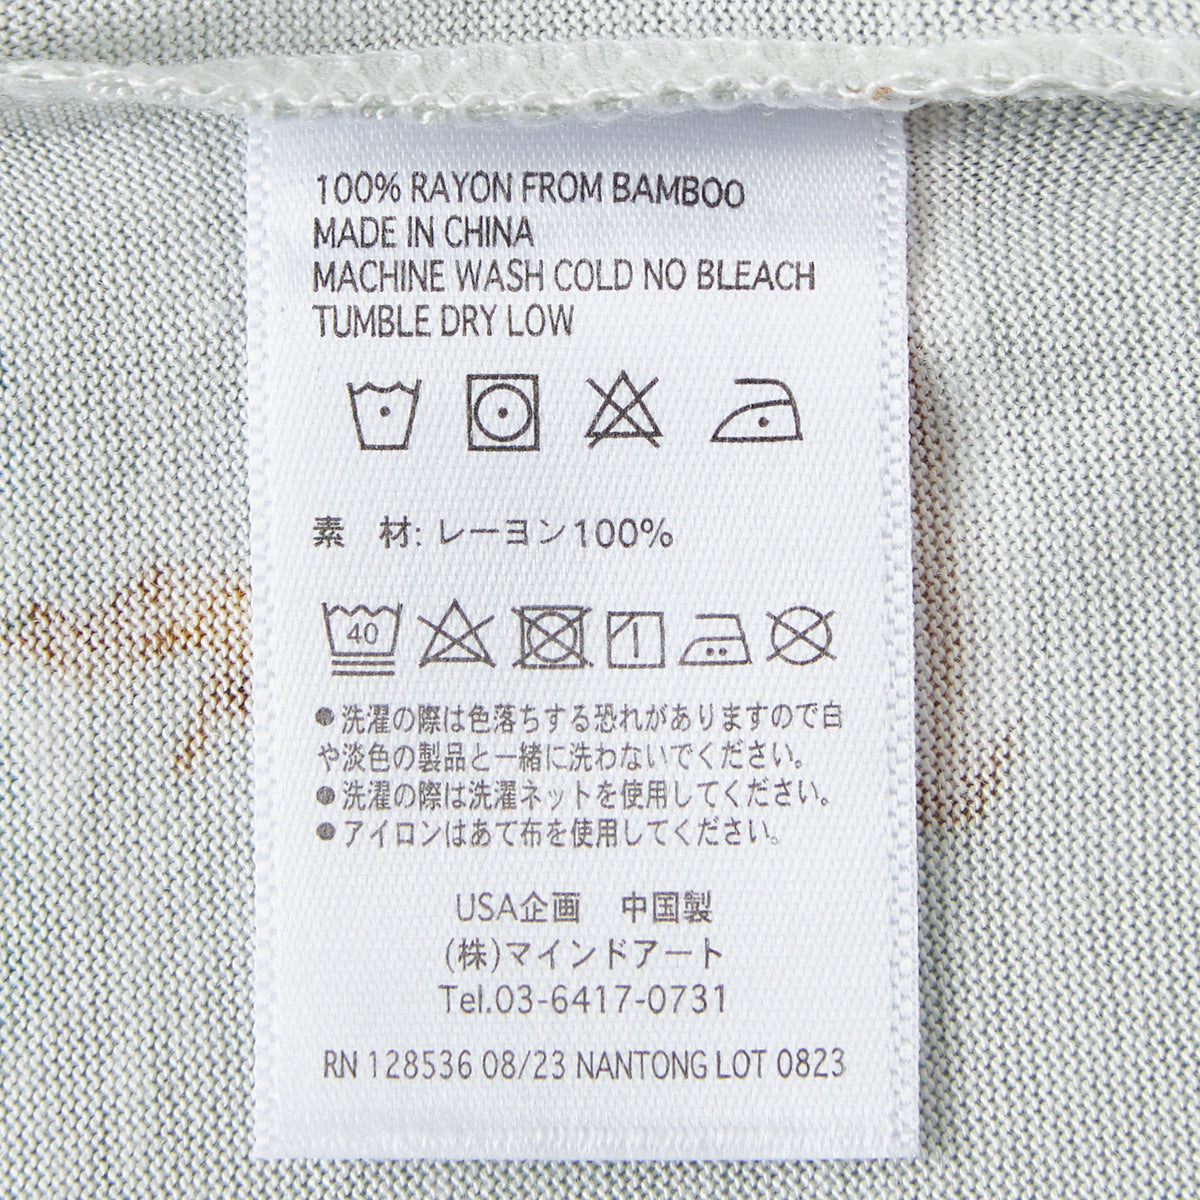 100% RAYON FROM BAMBOO
MADE IN CHINA
MACHINE WASH COLD NO BLEACH
TUMBLE DRY LOW
素　材: レーヨン100%
40
●洗濯の際は色落ちする恐れがありますので白
や淡色の製品と一緒に洗わないでください。
●洗濯の際は洗濯ネットを使用してください。
●アイロンはあて布を使用してください。
USA企画　中国製
(株)マインドアート
Tel.03-6417-0731
RN 128536 08/23 NANTONG LOT 0823